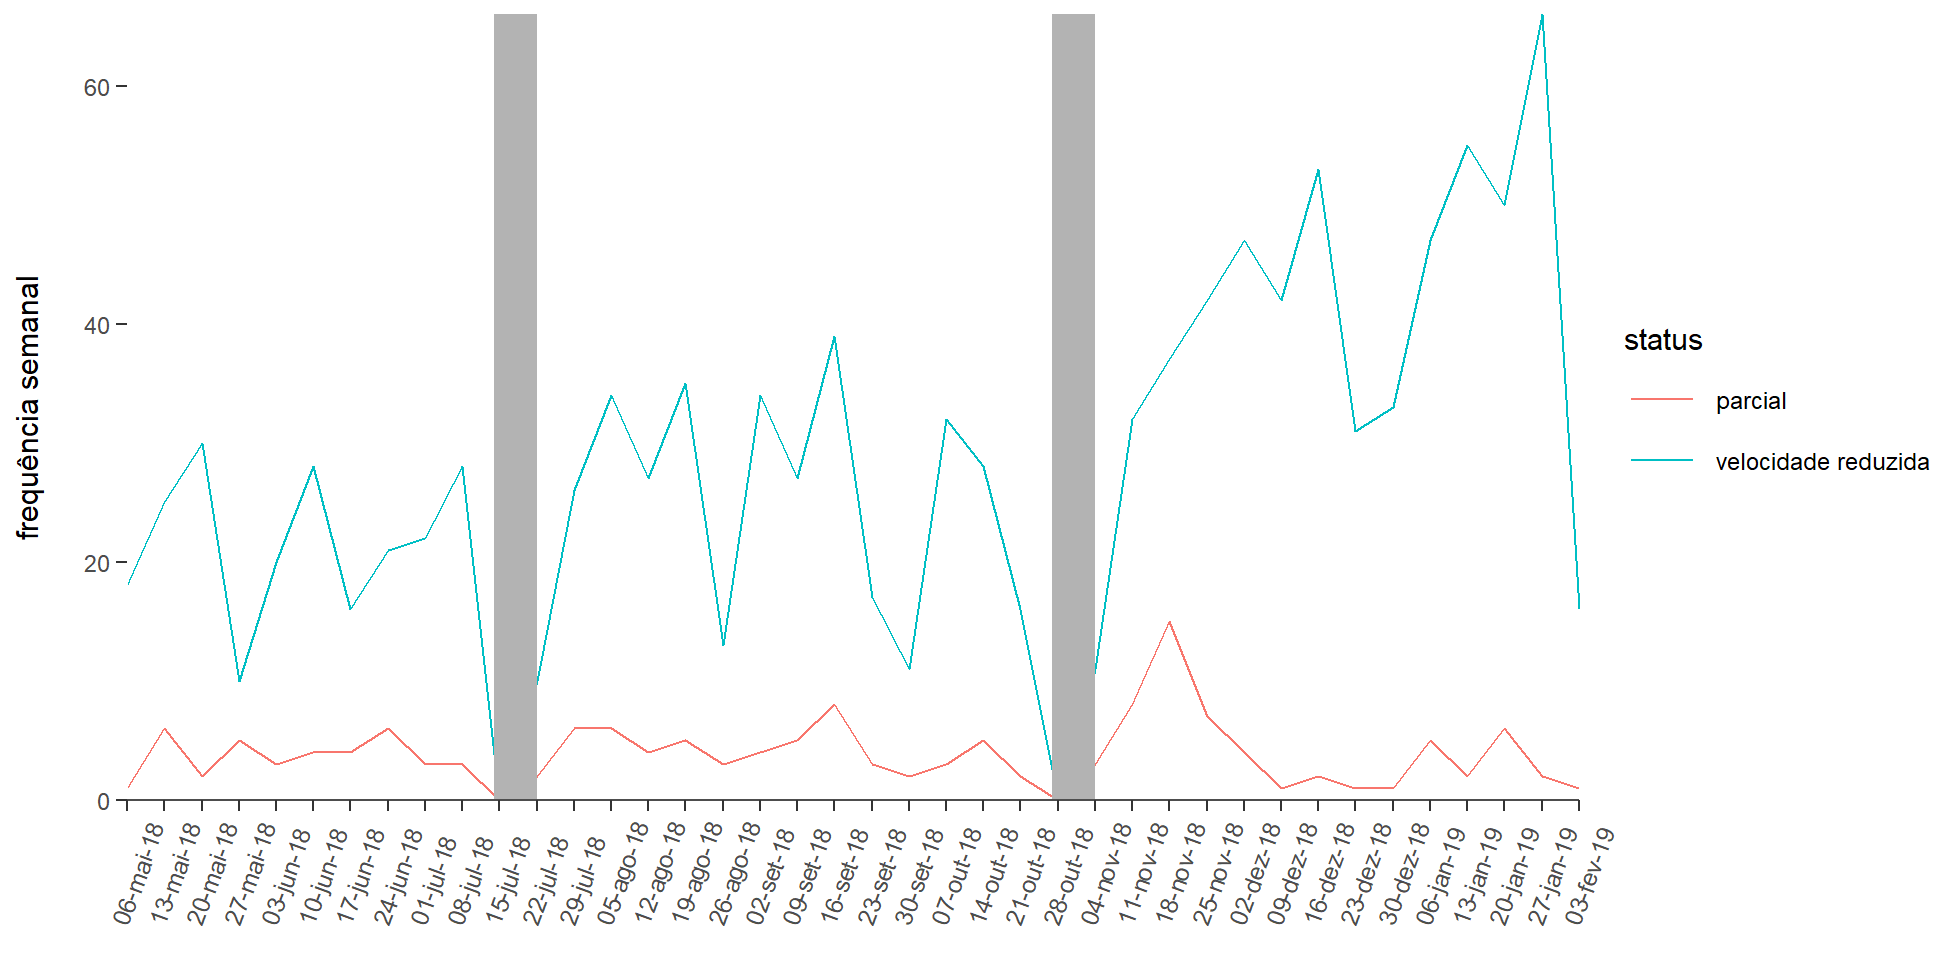 frequência semanal
60
40
20
0
06-mai-18
13-mai-18
20-mai-18
27-mai-18
03-jun-18
10-jun-18
17-jun-18
24-jun-18
01-jul-18
08-jul-18
15-jul-18
22-jul-18
29-jul-18
05-ago-18
12-ago-18
19-ago-18
26-ago-18
02-set-18
09-set-18
16-set-18
23-set-18
30-set-18
07-out-18
14-out-18
21-out-18
28-out-18
04-nov-18
11-nov-18
18-nov-18
25-nov-18
02-dez-18
09-dez-18
16-dez-18
23-dez-18
30-dez-18
06-jan-19
13-jan-19
20-jan-19
27-jan-19
03-fev-19
status
parcial
velocidade reduzida